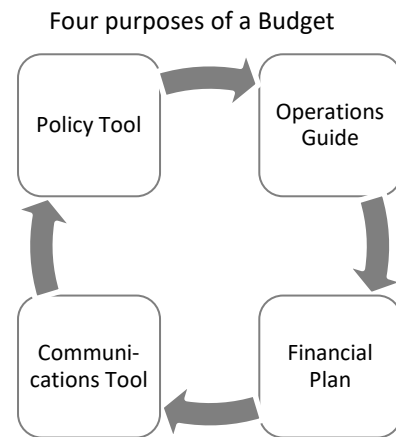 Four purposes of a Budget
Policy Tool
Operations
Guide
Communi-
cations Tool
Financial
Plan